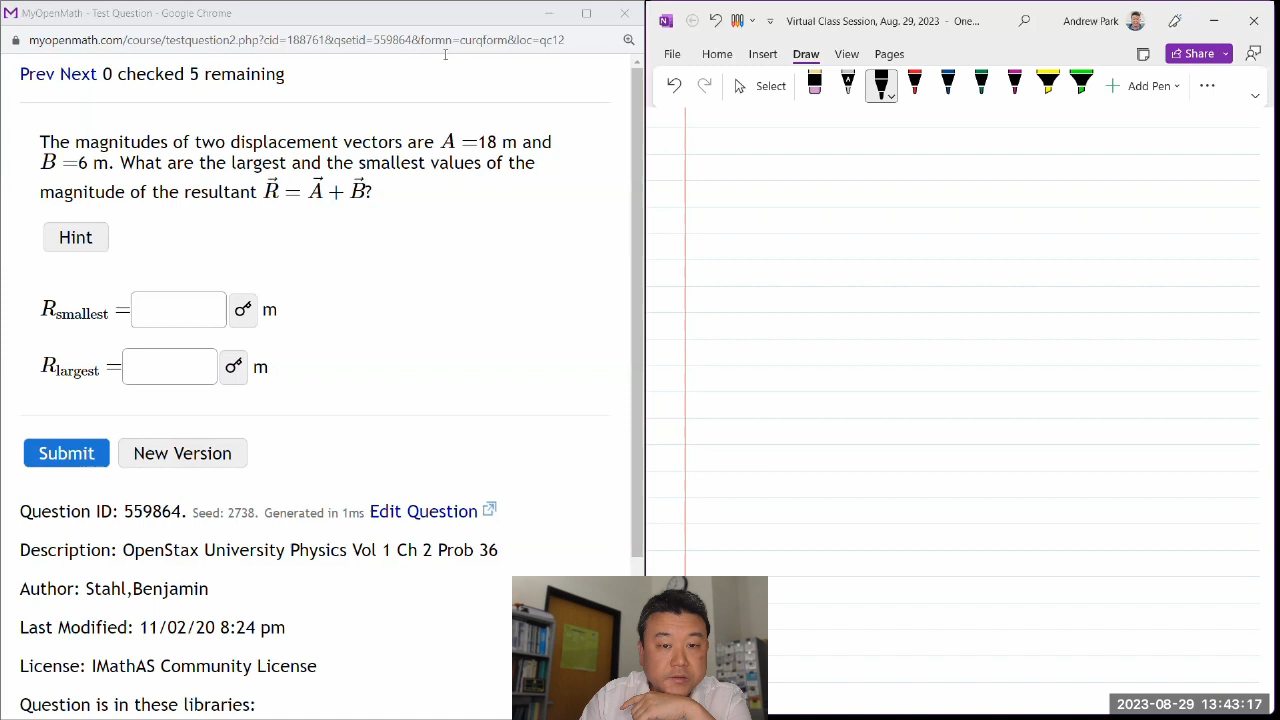 MyOpenMath - Test Question - Google Chrome
myopenmath.com/course/testquestion2.php?cid=188761&qsetid=559864&formn=curqform&loc=qc12
Prev Next 0 checked 5 remaining
The magnitudes of two displacement vectors are A =18 m and
B =6 m. What are the largest and the smallest values of the
magnitude of the resultant R⃗ = A⃗ + B⃗?
Hint
R smallest = m
R largest = m
Submit New Version
Question ID: 559864. Seed: 2738. Generated in 1ms Edit Question
Description: OpenStax University Physics Vol 1 Ch 2 Prob 36
Author: Stahl,Benjamin
Last Modified: 11/02/20 8:24 pm
License: IMathAS Community License
Question is in these libraries:
Virtual Class Session, Aug. 29, 2023 - One...
Andrew Park
File Home Insert Draw View Pages
Share
Select
A
Add Pen
2023-08-29 13:43:17